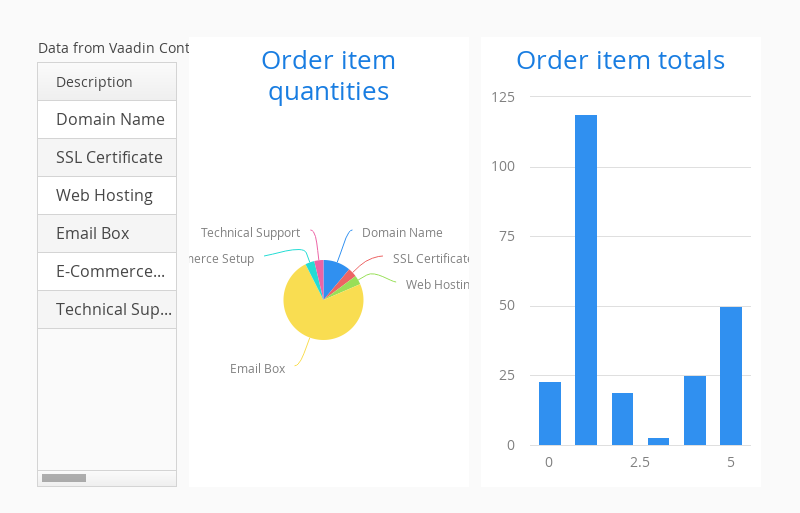 Data from Vaadin Cont
Description
Domain Name
SSL Certificate
Web Hosting
Email Box
E-Commerce...
Technical Sup...
Order item
quantities
Technical Support
Domain Name
merce Setup
SSL Certificate
Web Hostin
Email Box
Order item totals
125
100
75
50
25
0
0
2.5
5